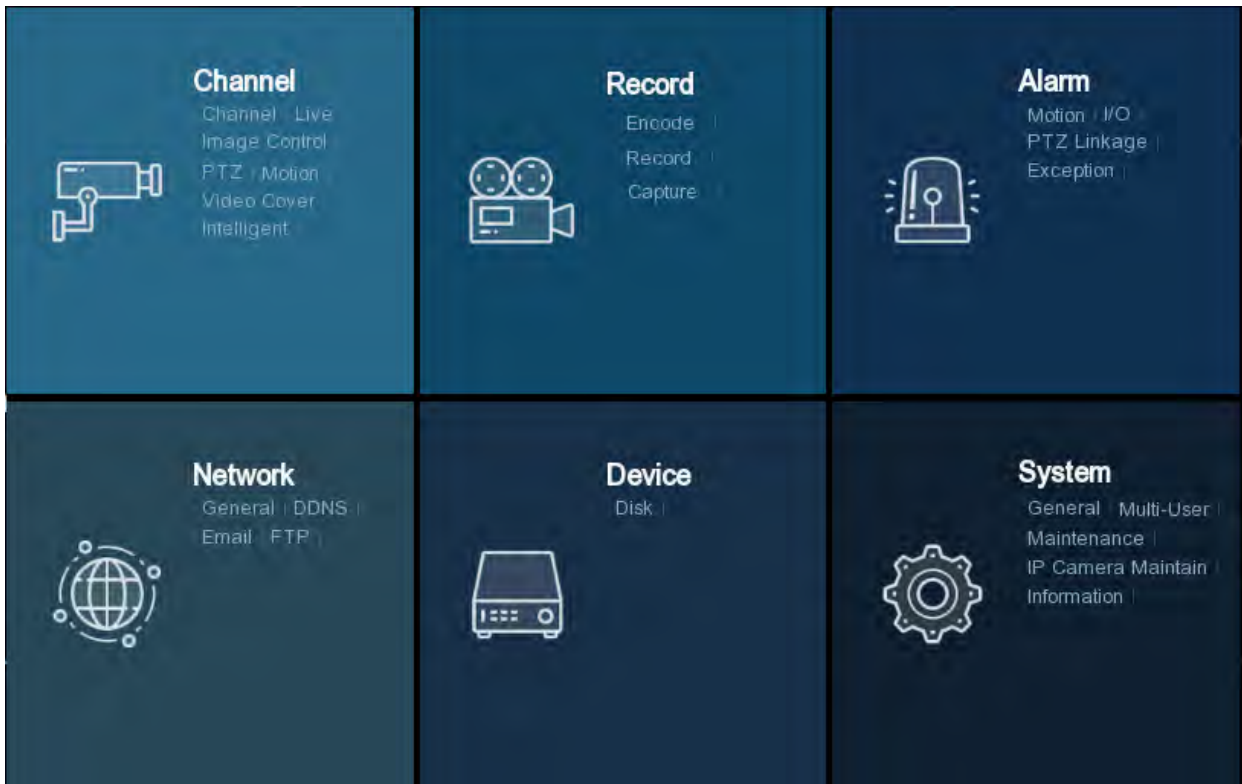 Channel
Channel | Live
Image Control
PTZ | Motion |
Video Cover
Intelligent |
Record
Encode |
Record |
Capture |
Alarm
Motion | I/O |
PTZ Linkage |
Exception |
Network
General | DDNS |
Email | FTP |
Device
Disk |
System
General | Multi-User |
Maintenance |
IP Camera Maintain |
Information |